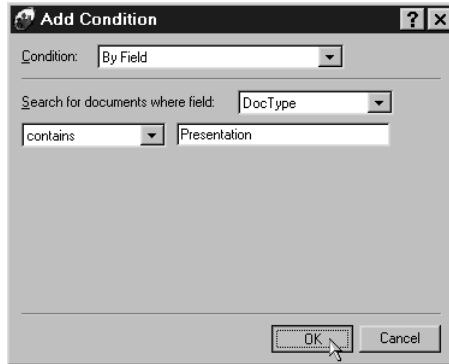 Add Condition ? X
Condition: By Field
Search for documents where field: DocType
contains Presentation
OK Cancel